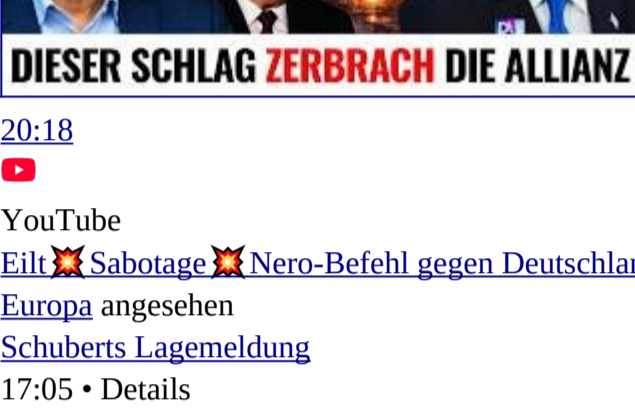 DIESER SCHLAG ZERBRACH DIE ALLIANZ
20:18
YouTube
Eilt💥Sabotage💥Nero-Befehl gegen
Europa angesehen
Schuberts Lagemeldung
17:05 • Details